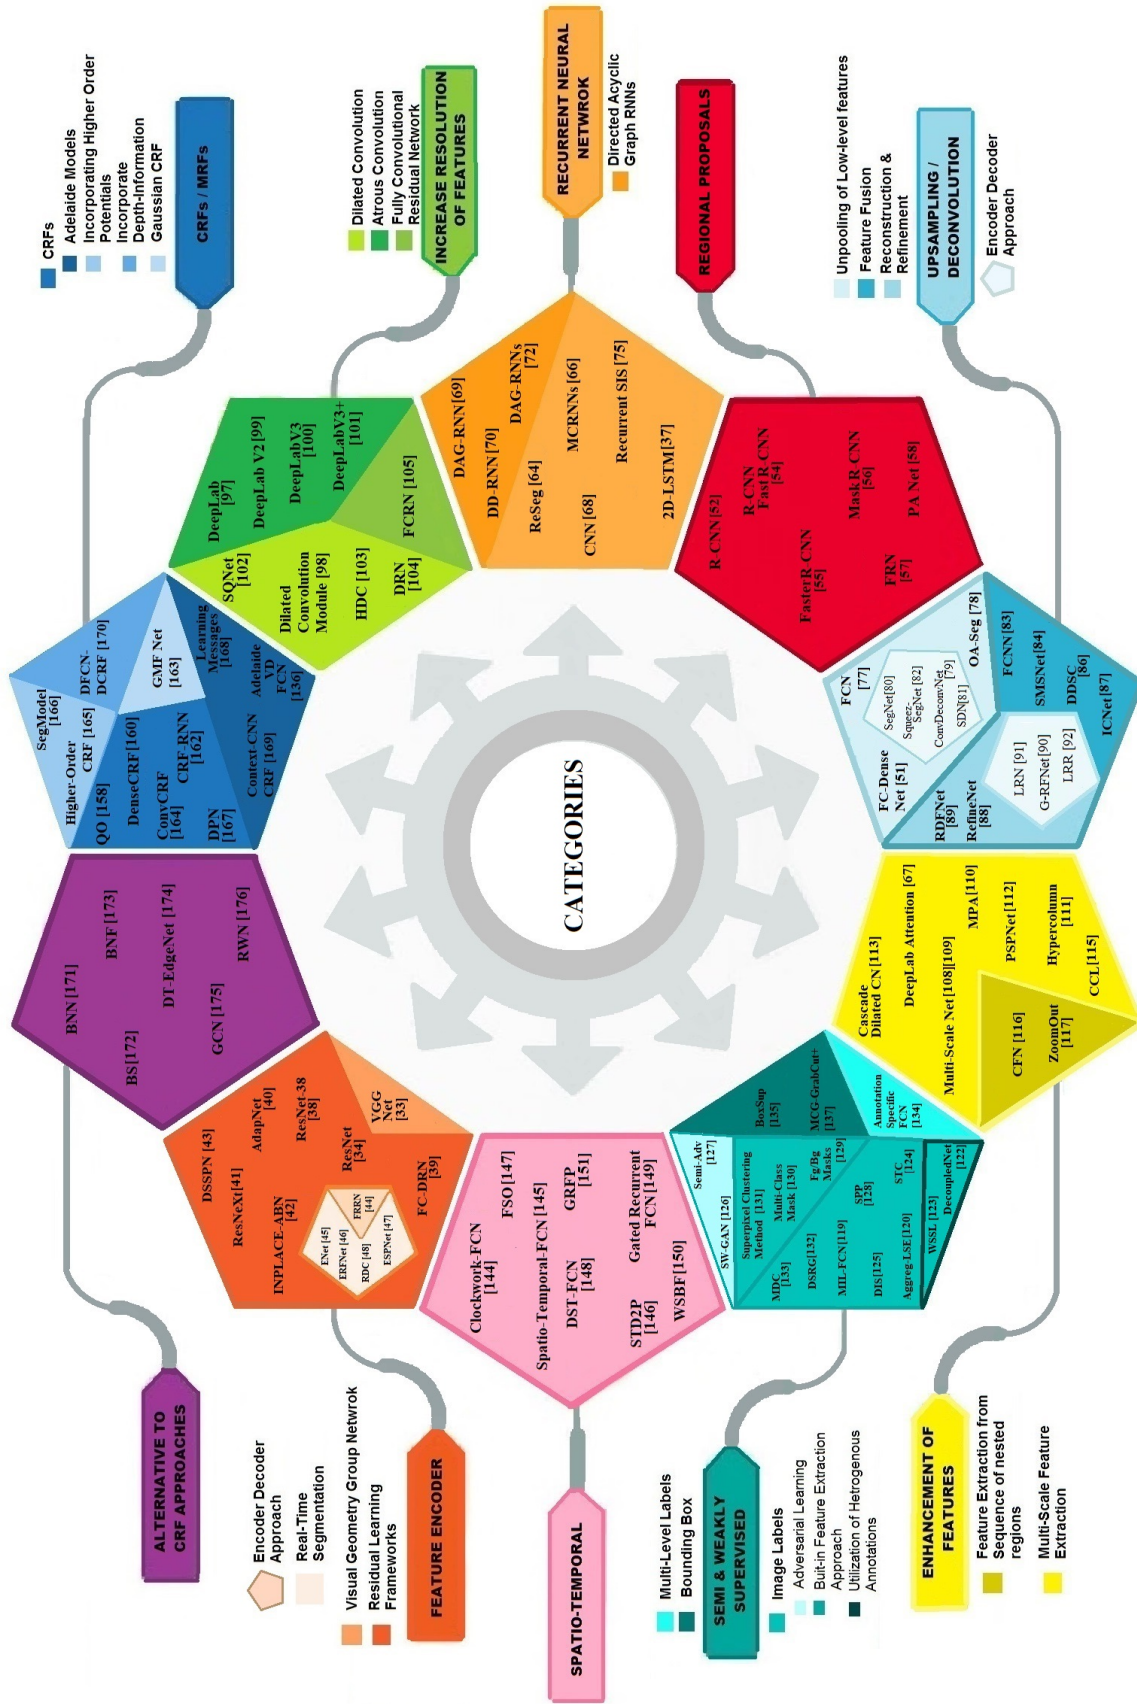 ALTERNATIVE TO
CRF APPROACHES
BNN [171]
BS[172]
BNF [173]
DT-EdgeNet [174]
GCN [175]
RWN [176]
CRFs
Adelaide Models
Incorporating Higher Order
Potentials
Incorporate
Depth-Information
Gaussian CRF
CRFs / MRFs
SegModel
[166]
Higher-Order
CRF [165]
DFCN-
DCRF [170]
GMF Net
[163]
QO [158]
DenseCRF[160]
ConvCRF
[164]
CRF-RNN
[162]
DPN
[167]
Learning
Messages
[168]
Adelaide
VD
FCN
[136]
Context-CNN
CRF [169]
Encoder Decoder
Approach
Real-Time
Segmentation
Visual Geometry Group Netwrok
Residual Learning
Frameworks
FEATURE ENCODER
DSSPN [43]
ResNeXt[41]
INPLACE-ABN
[42]
AdapNet
[40]
ResNet-38
[38]
ResNet
[34]
VGG
Net
[33]
FC-DRN
[39]
ENet [45]
ERFNet [46]
RDC [48]
FRRN
[44]
ESPNet [47]
Dilated Convolution
Atrous Convolution
Fully Convolutional
Residual Network
INCREASE RESOLUTION
OF FEATURES
DeepLab
[97]
DeepLab V2[99]
DeepLabV3
[100]
DeepLabV3+
[101]
SQNet
[102]
Dilated
Convolution
Module [98]
HDC [103]
DRN
[104]
FCRN [105]
SPATIO-TEMPORAL
Clockwork-FCN
[144]
FSO[147]
Spatio-Temporal-FCN [145]
DST-FCN
[148]
GRFP
[151]
STD2P
[146]
Gated Recurrent
FCN [149]
WSBF[150]
CATEGORIES
RECURRENT NEURAL
NETWROK
Directed Acyclic
Graph RNNs
DAG-RNN[69]
DD-RNN [70]
DAG-RNNs
[72]
ReSeg [64]
MCRNNs [66]
CNN [68]
Recurrent SIS [75]
2D-LSTM[37]
Multi-Level Labels
Bounding Box
SEMI & WEAKLY
SUPERVISED
Image Labels
Adversarial Learning
Buit-in Feature Extraction
Approach
Utilization of Hetrogenous
Annotations
Semi-Adv
[127]
SW-GAN [126]
BoxSup
[135]
MCG-GrabCut+
[137]
Annotation
Specific
FCN
[134]
Superpixel Clustering
Method [131]
Multi-Class
Mask [130]
Fg/Bg
Masks
[129]
MDC
[133]
DSRG[132]
MIL-FCN[119]
SPP
[128]
DIS[125]
STC
[124]
Aggreg-LSE[120]
WSSL [123]
DecoupledNet
[122]
REGIONAL PROPOSALS
R-CNN[52]
R-CNN
Fast R-CNN
[54]
FasterR-CNN
[55]
MaskR-CNN
[56]
FRN
[57]
PA Net [58]
ENHANCEMENT OF
FEATURES
Feature Extraction from
Sequence of nested
regions
Multi-Scale Feature
Extraction
Cascade
Dilated CN[113]
DeepLab Attention [67]
Multi-Scale Net[108][109]
MPA[110]
PSPNet[112]
Hypercolumn
[111]
CCL[115]
CFN [116]
ZoomOut
[117]
Unpooling of Low-level features
Feature Fusion
Reconstruction &
Refinement
UPSAMPLING /
DECONVOLUTION
Encoder Decoder
Approach
FCN
[77]
OA-Seg [78]
FC-Dense
Net [51]
SegNet[80]
Squeez-
SegNet [82]
ConvDeconvNet
[79]
SDN[81]
FCNN[83]
SMSNet[84]
DDSC
[86]
ICNet[87]
RDFNet
[89]
RefineNet
[88]
LRN [91]
G-RFNet[90]
LRR [92]